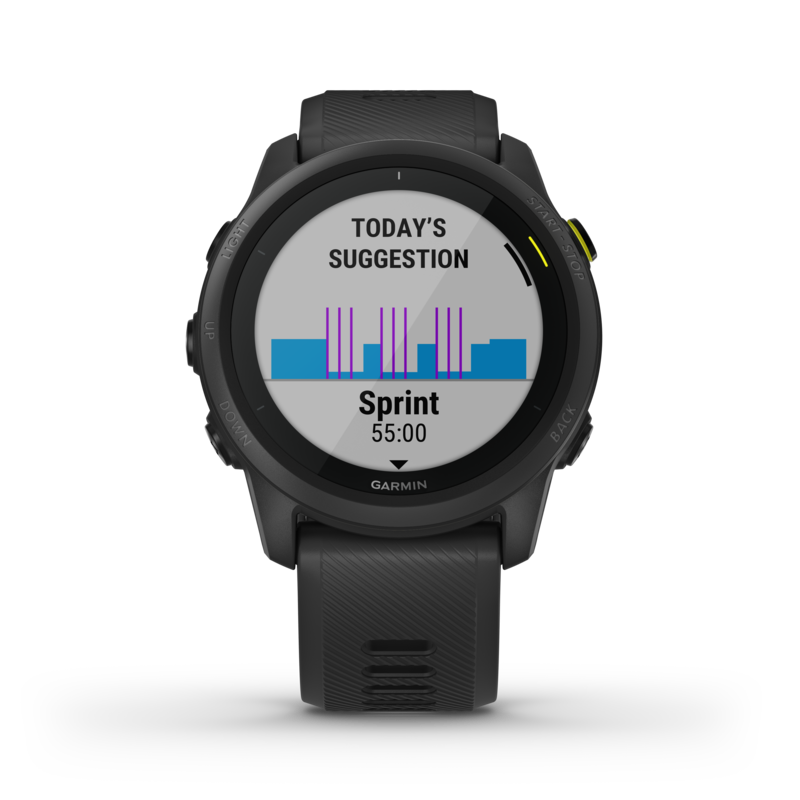 TODAY'S
SUGGESTION
Sprint
55:00
GARMIN
LIGHT
UP
DOWN
START · STOP
BACK